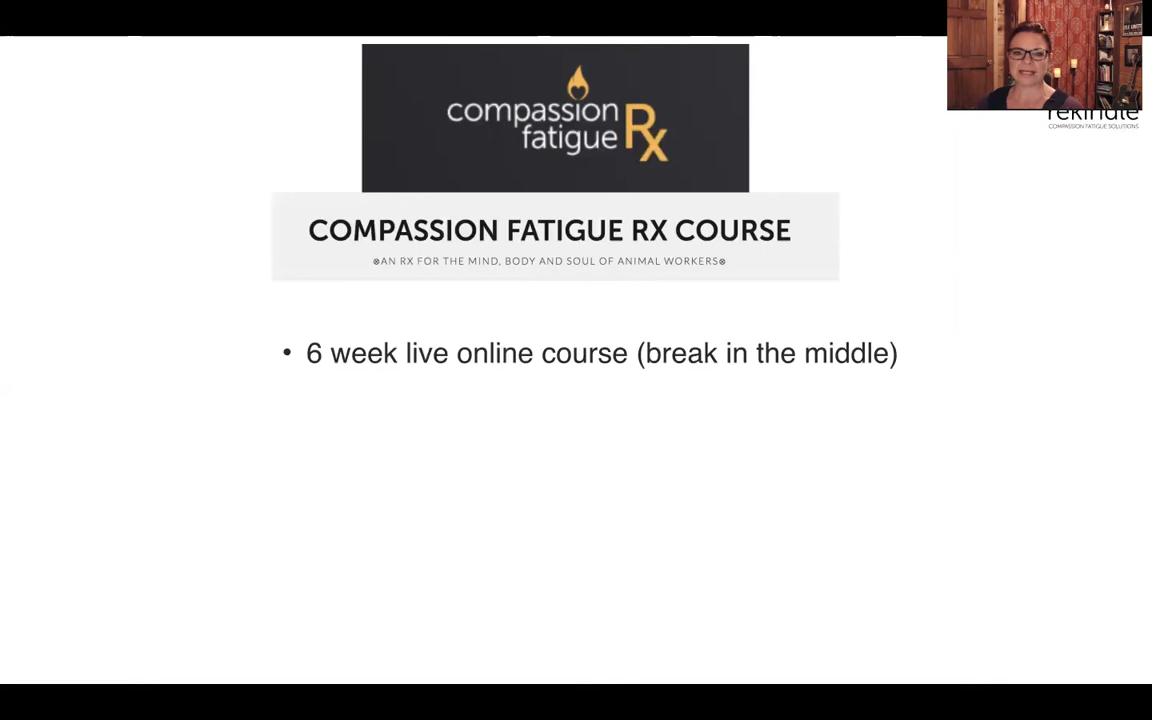 compassion
fatigue Rx
rekindle
COMPASSION FATIGUE SOLUTIONS
COMPASSION FATIGUE RX COURSE
⊗AN RX FOR THE MIND, BODY AND SOUL OF ANIMAL WORKERS⊗
• 6 week live online course (break in the middle)